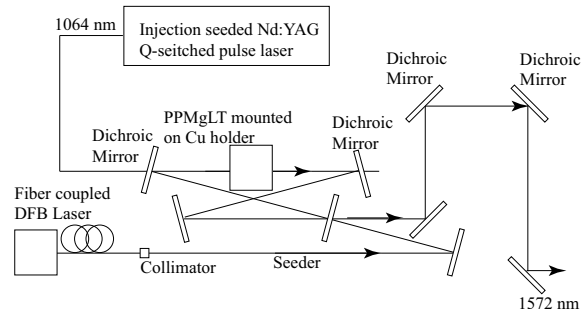 1064 nm
Injection seeded Nd:YAG
Q-seitched pulse laser
Dichroic
Mirror
Dichroic
Mirror
PPMgLT mounted
on Cu holder
Dichroic
Mirror
Dichroic
Mirror
Fiber coupled
DFB Laser
Collimator
Seeder
1572 nm